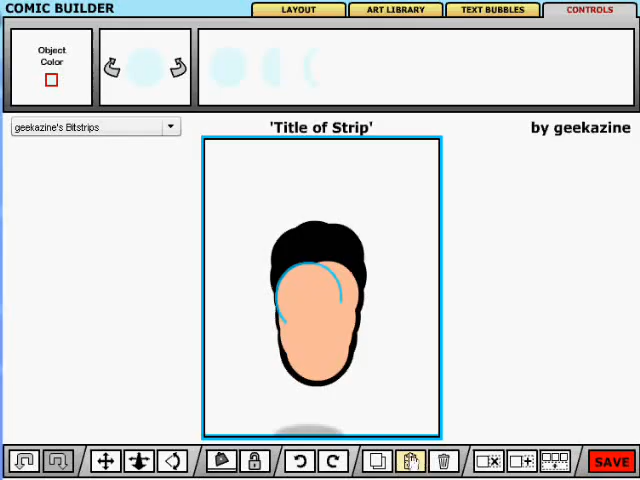 COMIC BUILDER
LAYOUT
ART LIBRARY
TEXT BUBBLES
CONTROLS
Object
Color
geekazine's Bitstrips
'Title of Strip'
by geekazine
SAVE